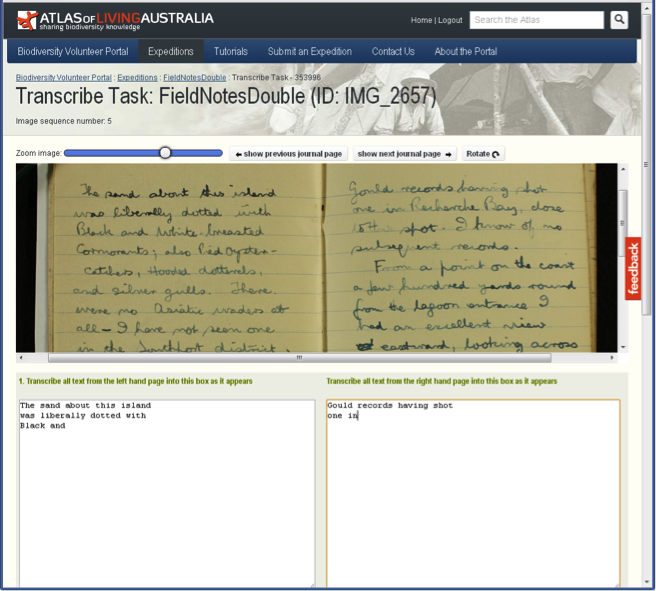 ATLAS OF LIVING AUSTRALIA
sharing biodiversity knowledge
Home | Logout
Search the Atlas
Biodiversity Volunteer Portal Expeditions Tutorials Submit an Expedition Contact Us About the Portal
Biodiversity Volunteer Portal : Expeditions : FieldNotesDouble : Transcribe Task - 353996
Transcribe Task: FieldNotesDouble (ID: IMG_2657)
Image sequence number: 5
Zoom image:
show previous journal page
show next journal page
Rotate
The sand about this island
was liberally dotted with
Black and White-breasted
Cormorants; also Pied Oyster-
catchers, Hooded dotterels,
and silver gulls. There
were no Asiatic waders at
all - I have not seen one
in the Southport district.
Gould records having shot
one in Recherche Bay, close
to the spot. I know of no
subsequent records.
From a point on the coast
a few hundred yards round
from the lagoon entrance I
had an excellent view
eastward, looking across
feedback
1. Transcribe all text from the left hand page into this box as it appears
The sand about this island
was liberally dotted with
Black and
Transcribe all text from the right hand page into this box as it appears
Gould records having shot
one in